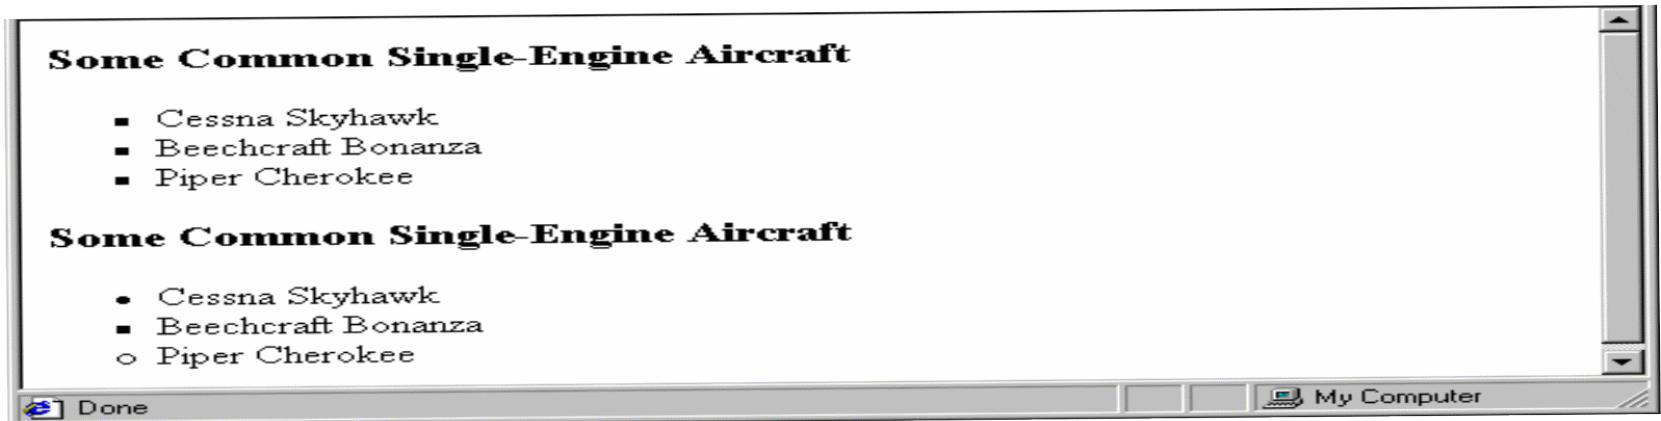 Some Common Single-Engine Aircraft
Cessna Skyhawk
Beechcraft Bonanza
Piper Cherokee
Some Common Single-Engine Aircraft
Cessna Skyhawk
Beechcraft Bonanza
Piper Cherokee
Done My Computer